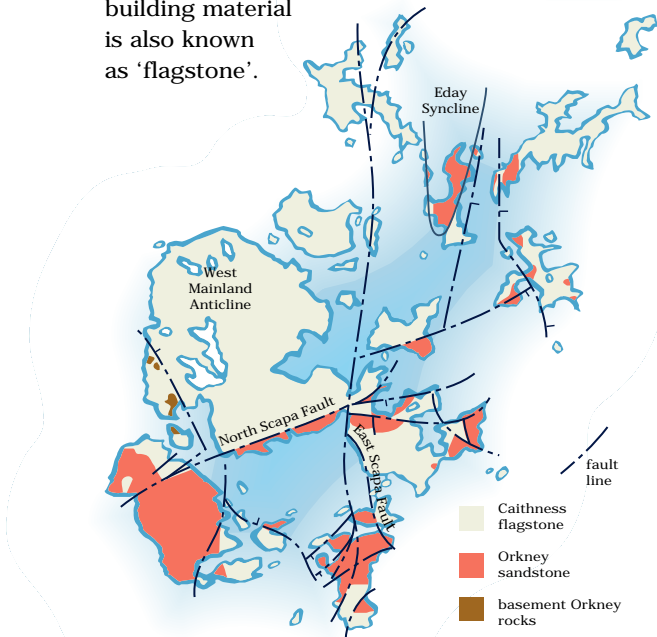 building material
is also known
as ‘flagstone’.
Eday
Syncline
West
Mainland
Anticline
North Scapa Fault
East Scapa Fault
fault
line
Caithness
flagstone
Orkney
sandstone
basement Orkney
rocks